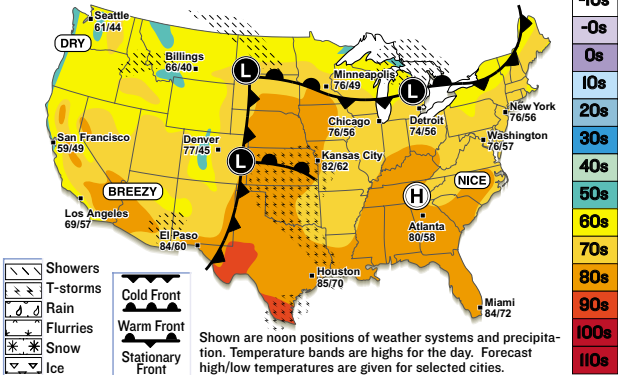 Seattle
61/44
DRY
Billings
66/40
L
Minneapolis
76/49
L
New York
76/56
Chicago
76/56
Detroit
74/56
Washington
76/57
San Francisco
59/49
Denver
77/45
L
Kansas City
82/62
BREEZY
H
NICE
Los Angeles
69/57
El Paso
84/60
Atlanta
80/58
Houston
85/70
Miami
84/72
-10s
-0s
0s
10s
20s
30s
40s
50s
60s
70s
80s
90s
100s
110s
Showers
T-storms
Rain
Flurries
Snow
Ice
Cold Front
Warm Front
Stationary
Front
Shown are noon positions of weather systems and precipita-
tion. Temperature bands are highs for the day. Forecast
high/low temperatures are given for selected cities.